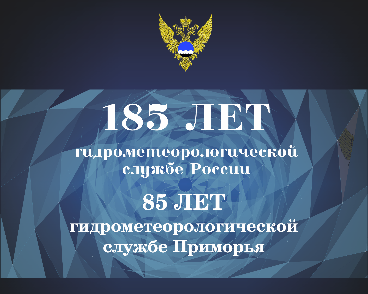 185 ЛЕТ
гидрометеорологической
службе России
85 ЛЕТ
гидрометеорологической
службе Приморья